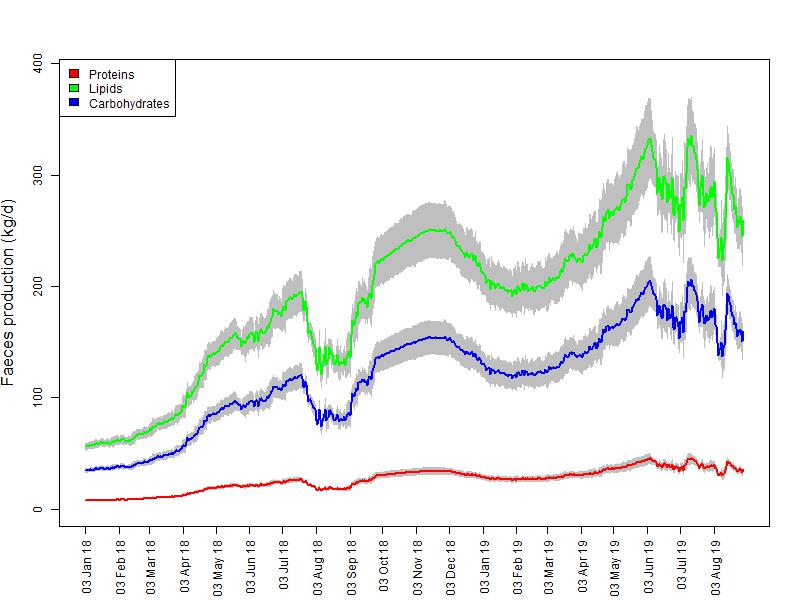 Proteins
Lipids
Carbohydrates
Faeces production (kg/d)
400
300
200
100
0
03 Jan 18
03 Feb 18
03 Mar 18
03 Apr 18
03 May 18
03 Jun 18
03 Jul 18
03 Aug 18
03 Sep 18
03 Oct 18
03 Nov 18
03 Dec 18
03 Jan 19
03 Feb 19
03 Mar 19
03 Apr 19
03 May 19
03 Jun 19
03 Jul 19
03 Aug 19